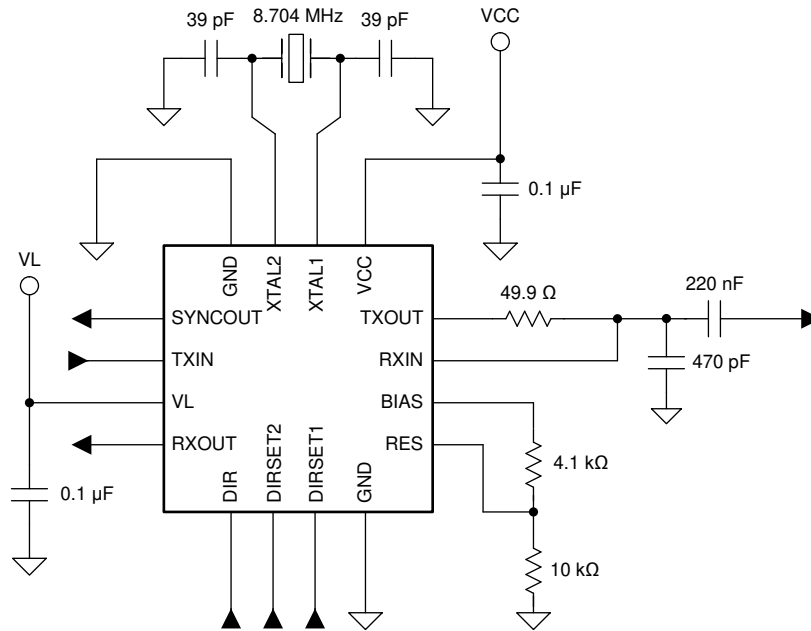 39 pF
8.704 MHz
39 pF
VCC
0.1 µF
VL
GND
XTAL2
XTAL1
VCC
SYNCOUT
TXIN
VL
RXOUT
TXOUT
RXIN
BIAS
RES
DIR
DIRSET2
DIRSET1
GND
49.9 Ω
220 nF
470 pF
4.1 kΩ
10 kΩ
0.1 µF